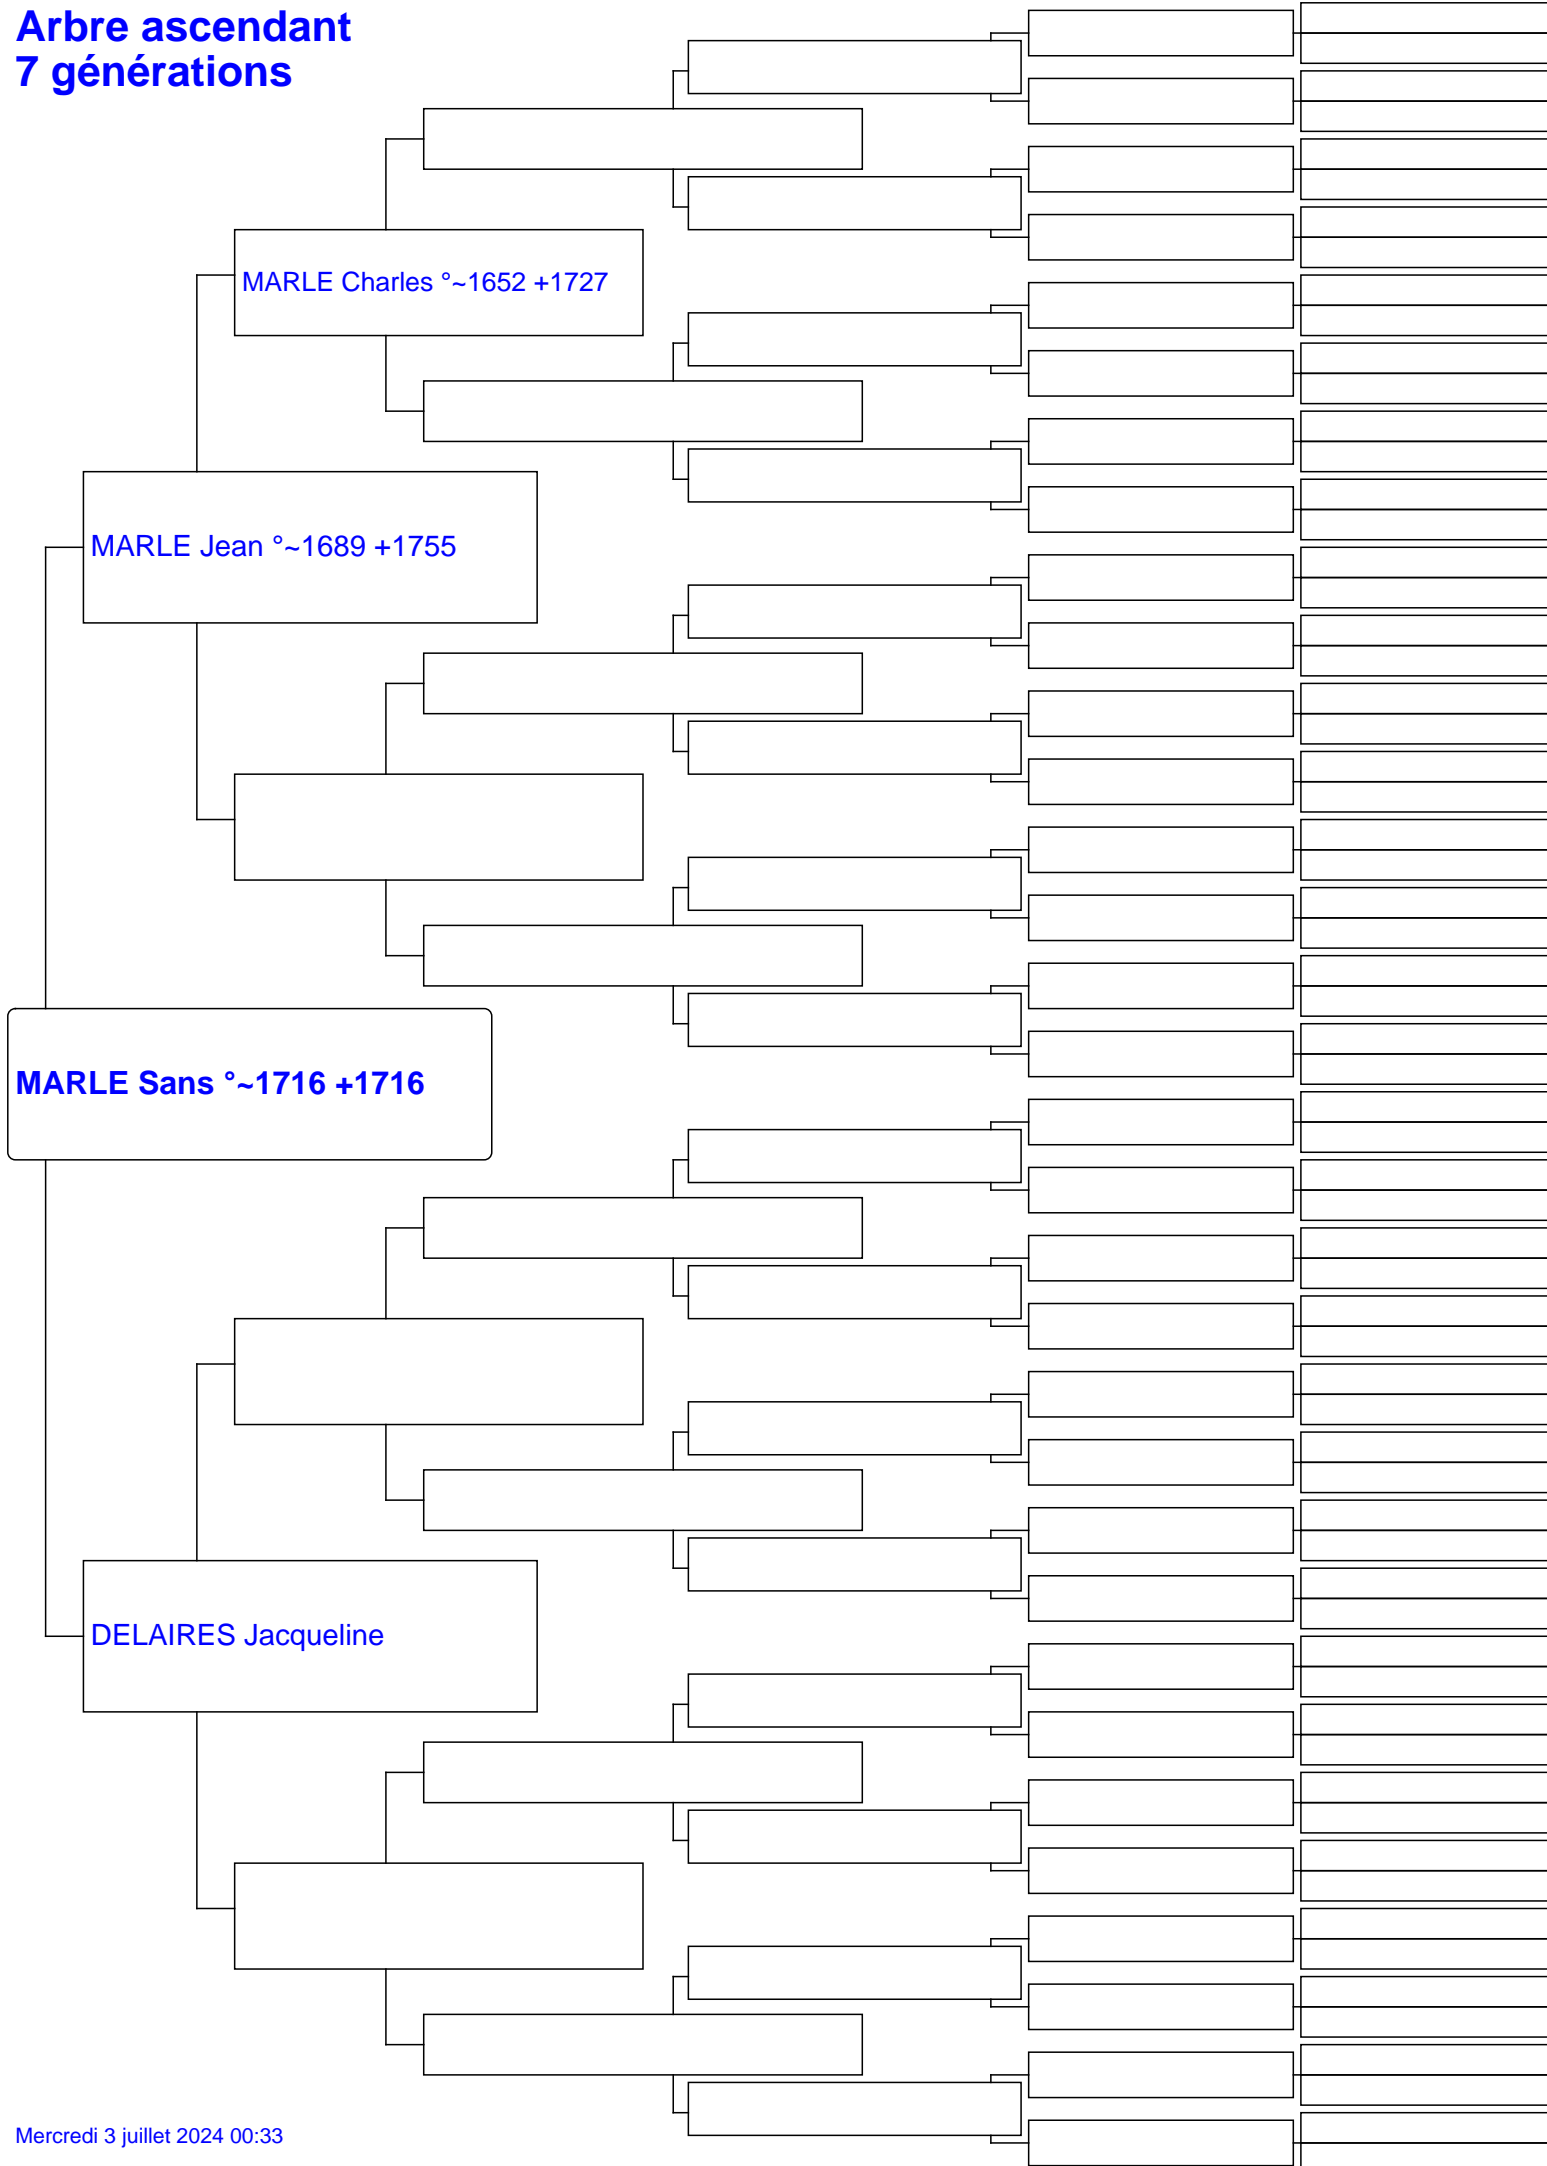 Arbre ascendant
7 générations
MARLE Charles °~1652 +1727
MARLE Jean °~1689 +1755
MARLE Sans °~1716 +1716
DELAIRES Jacqueline
Mercredi 3 juillet 2024 00:33